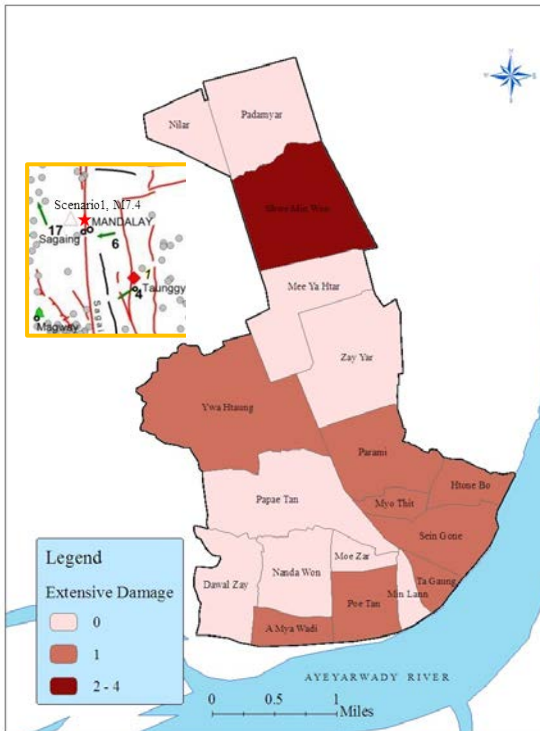 N
W
E
S
Padamyar
Nilar
Shwe Min Won
Scenario1, M7.4
MANDALAY
17
6
Sagaing
1
4
Taunggy
Sagai
Magway
Mee Ya Htar
Zay Yar
Ywa Htaung
Parami
Htone Bo
Myo Thit
Papae Tan
Sein Gone
Moe Zar
Nanda Won
Dawal Zay
Ta Gaung
Min Lann
Poe Tan
A Mya Wadi
Legend
Extensive Damage
0
1
2 - 4
AYEYARWADY RIVER
0 0.5 1
Miles